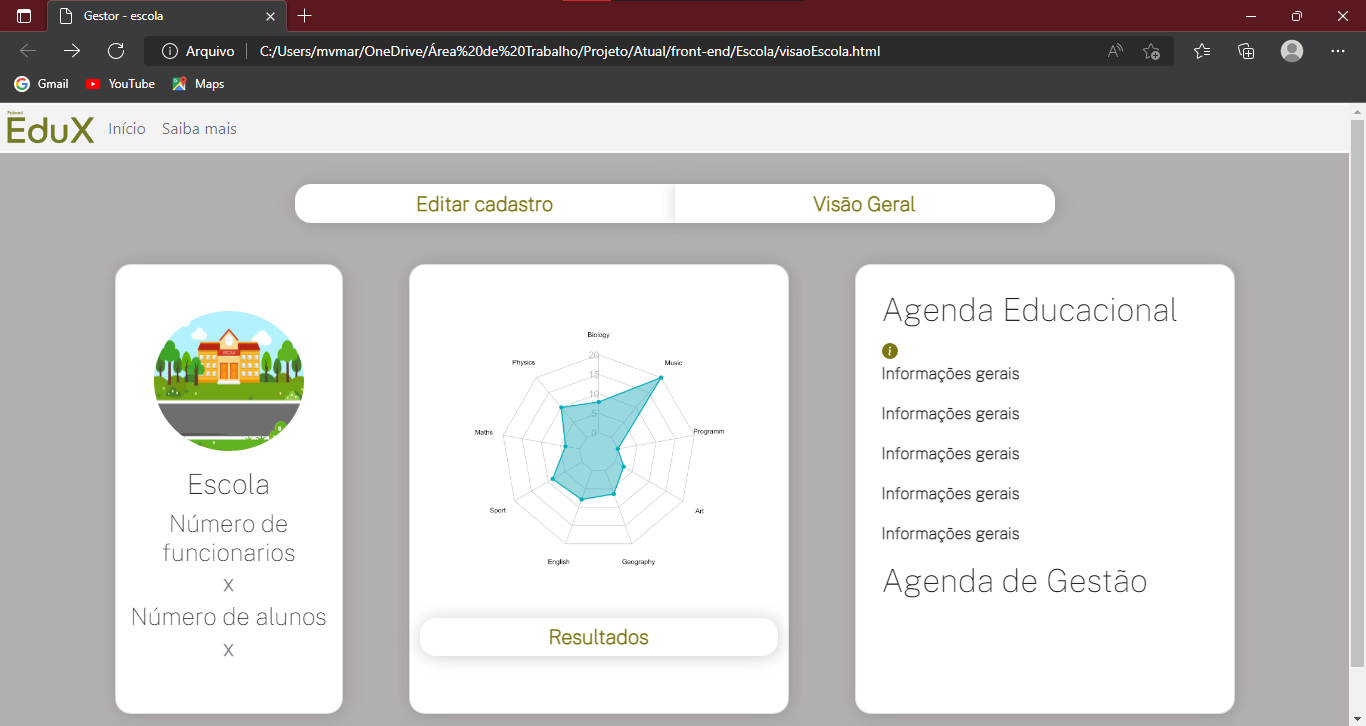 Gestor - escola
Arquivo
C:/Users/mvmar/OneDrive/Área%20de%20Trabalho/Projeto/Atual/front-end/Escola/visaoEscola.html
Gmail YouTube Maps
EduX Início Saiba mais
Editar cadastro Visão Geral
ESCOLA
Escola
Número de
funcionarios
X
Número de alunos
X
Biology
Music
Programm
Art
Geography
English
Sport
Maths
Physics
20
15
10
5
0
Resultados
Agenda Educacional
i
Informações gerais
Informações gerais
Informações gerais
Informações gerais
Informações gerais
Agenda de Gestão